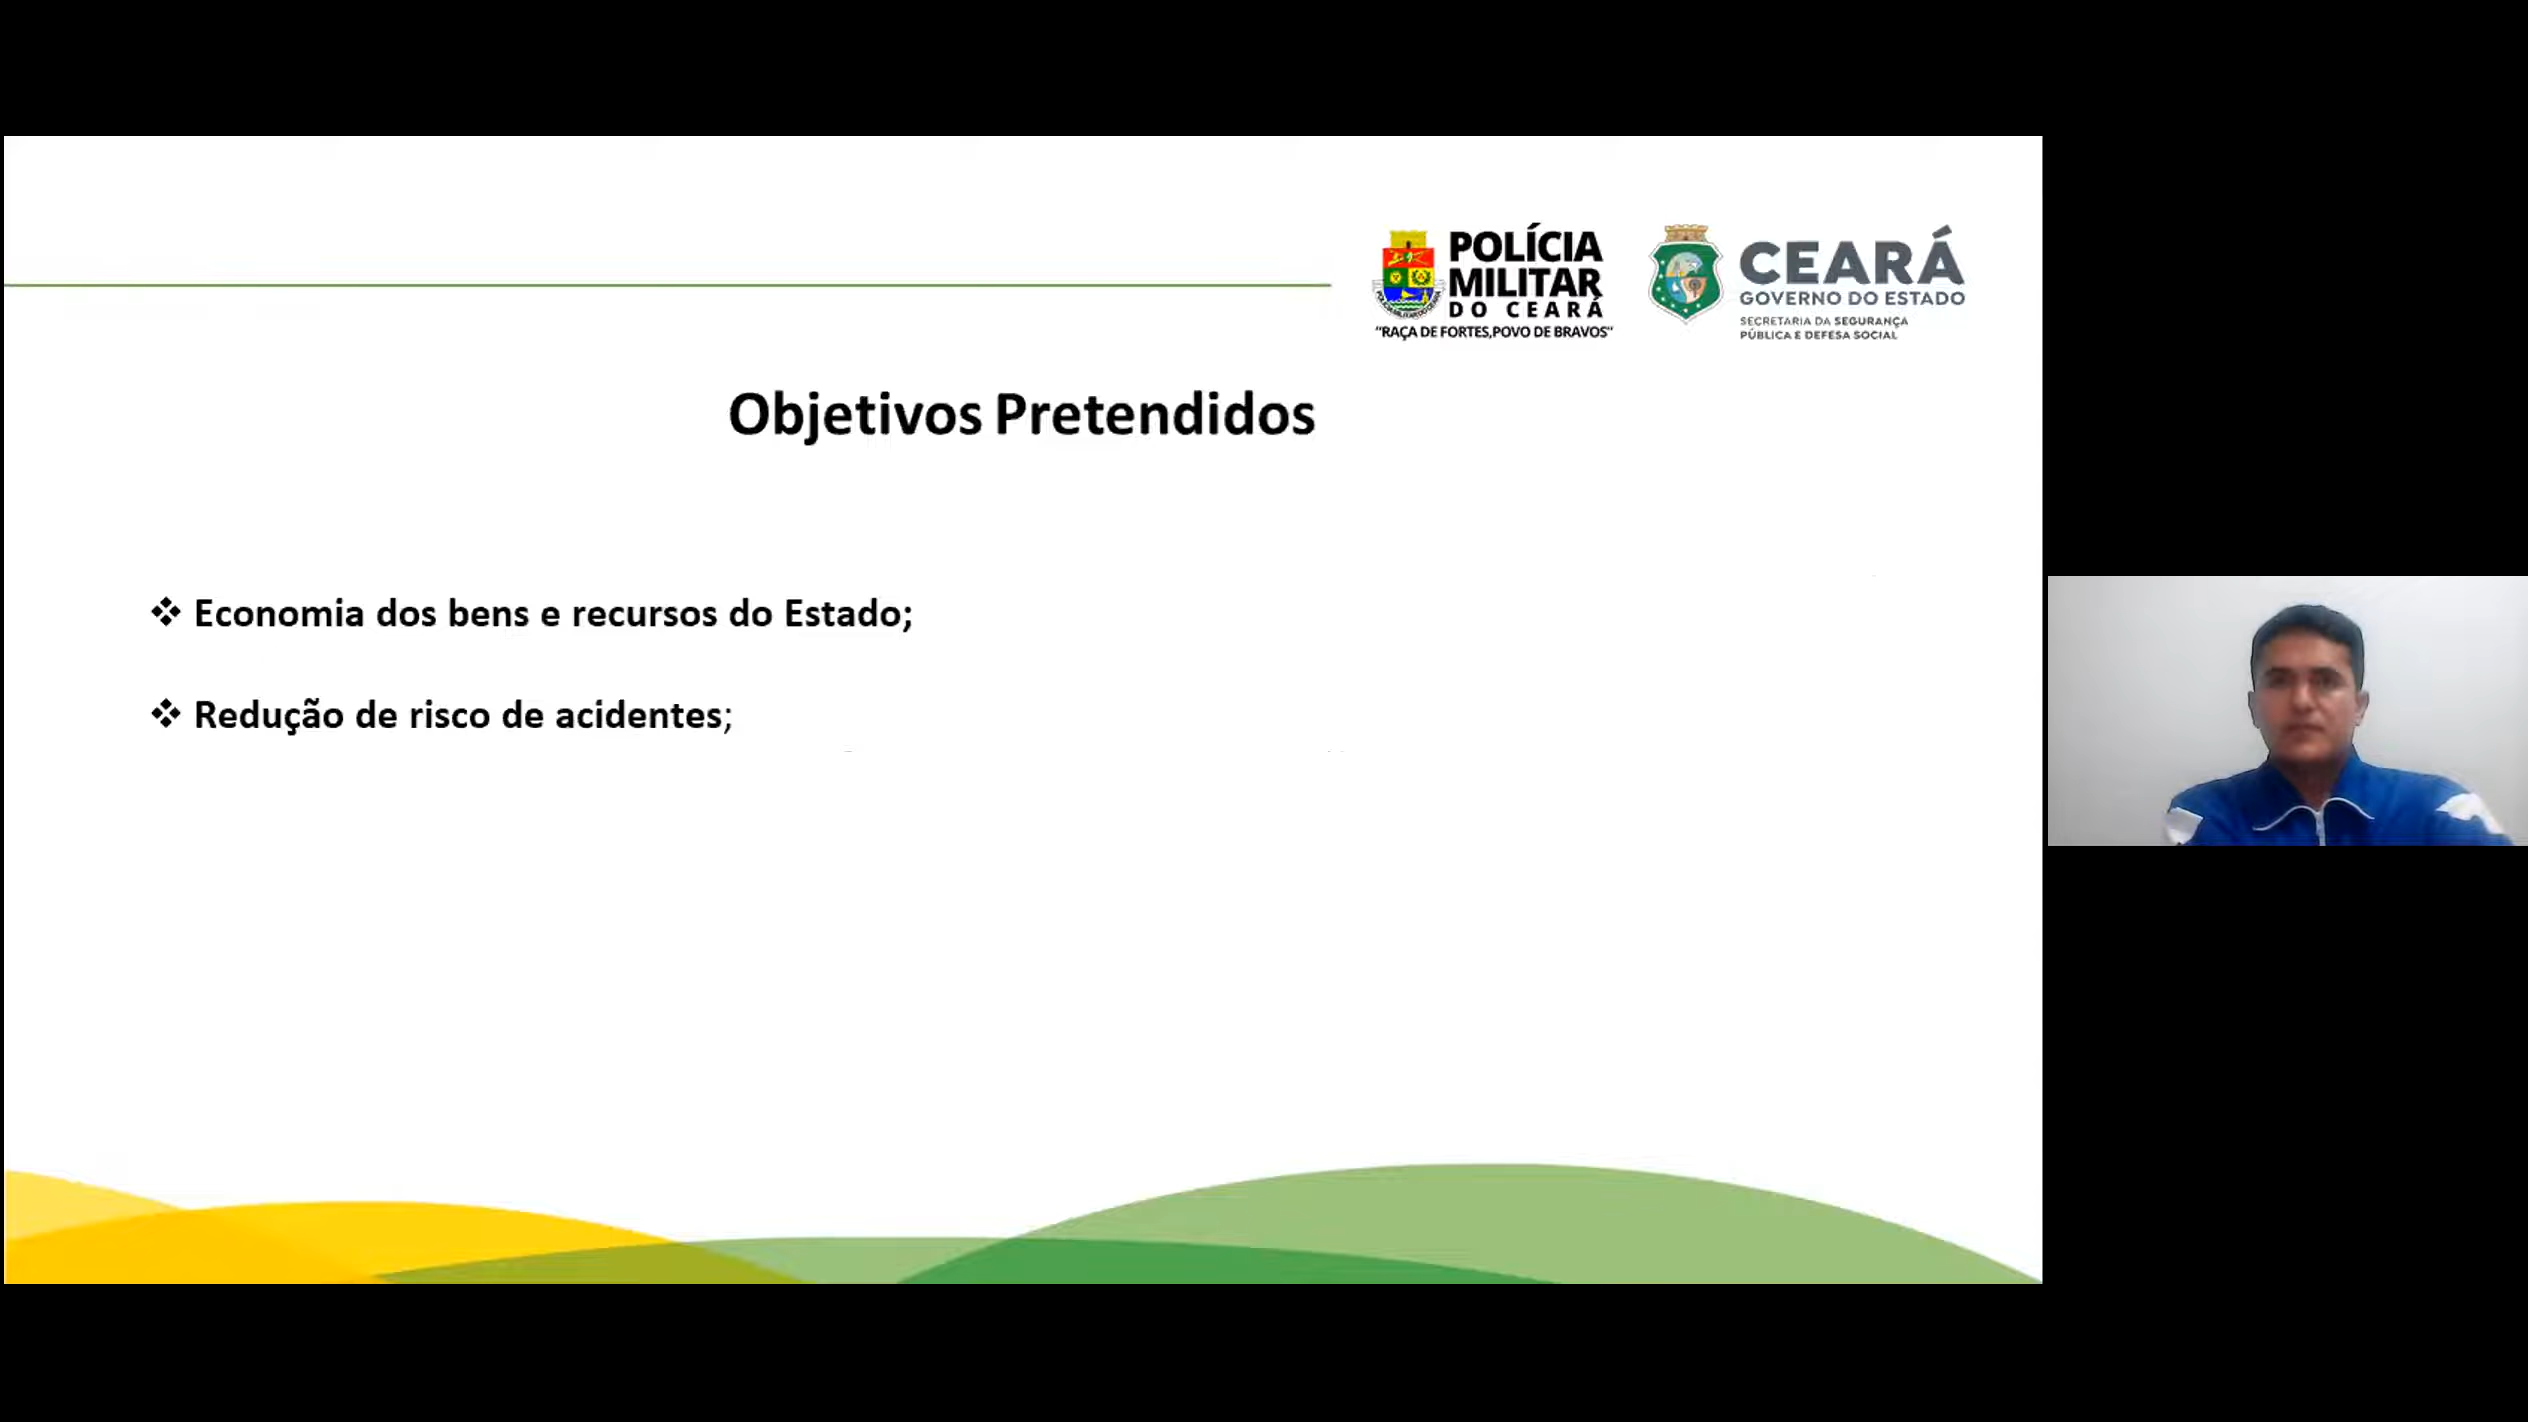 POLÍCIA
MILITAR
DO CEARÁ
"RAÇA DE FORTES,POVO DE BRAVOS"
CEARÁ
GOVERNO DO ESTADO
SECRETARIA DA SEGURANÇA
PÚBLICA E DEFESA SOCIAL
Objetivos Pretendidos
❖ Economia dos bens e recursos do Estado;
❖ Redução de risco de acidentes;